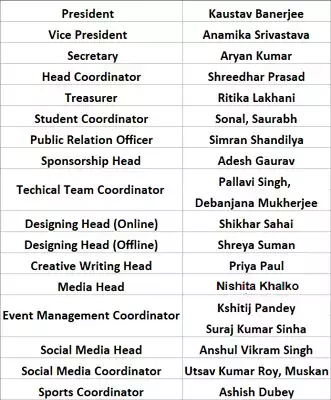 President Kaustav Banerjee
Vice President Anamika Srivastava
Secretary Aryan Kumar
Head Coordinator Shreedhar Prasad
Treasurer Ritika Lakhani
Student Coordinator Sonal, Saurabh
Public Relation Officer Simran Shandilya
Sponsorship Head Adesh Gaurav
Techical Team Coordinator Pallavi Singh,
Debanjana Mukherjee
Designing Head (Online) Shikhar Sahai
Designing Head (Offline) Shreya Suman
Creative Writing Head Priya Paul
Media Head Nishita Khalko
Event Management Coordinator Kshitij Pandey
Suraj Kumar Sinha
Social Media Head Anshul Vikram Singh
Social Media Coordinator Utsav Kumar Roy, Muskan
Sports Coordinator Ashish Dubey